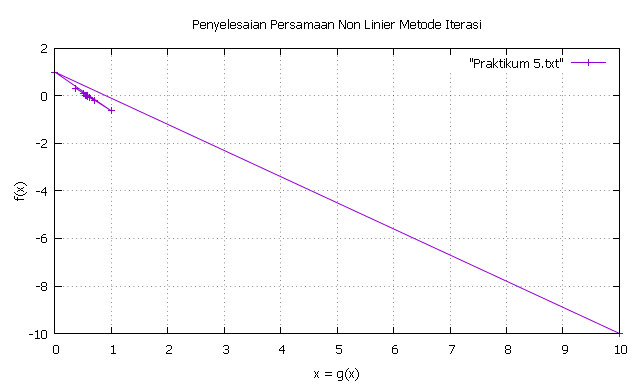 Penyelesaian Persamaan Non Linier Metode Iterasi
"Praktikum 5.txt"
2
0
-2
-4
-6
-8
-10
f(x)
0 1 2 3 4 5 6 7 8 9 10
x = g(x)